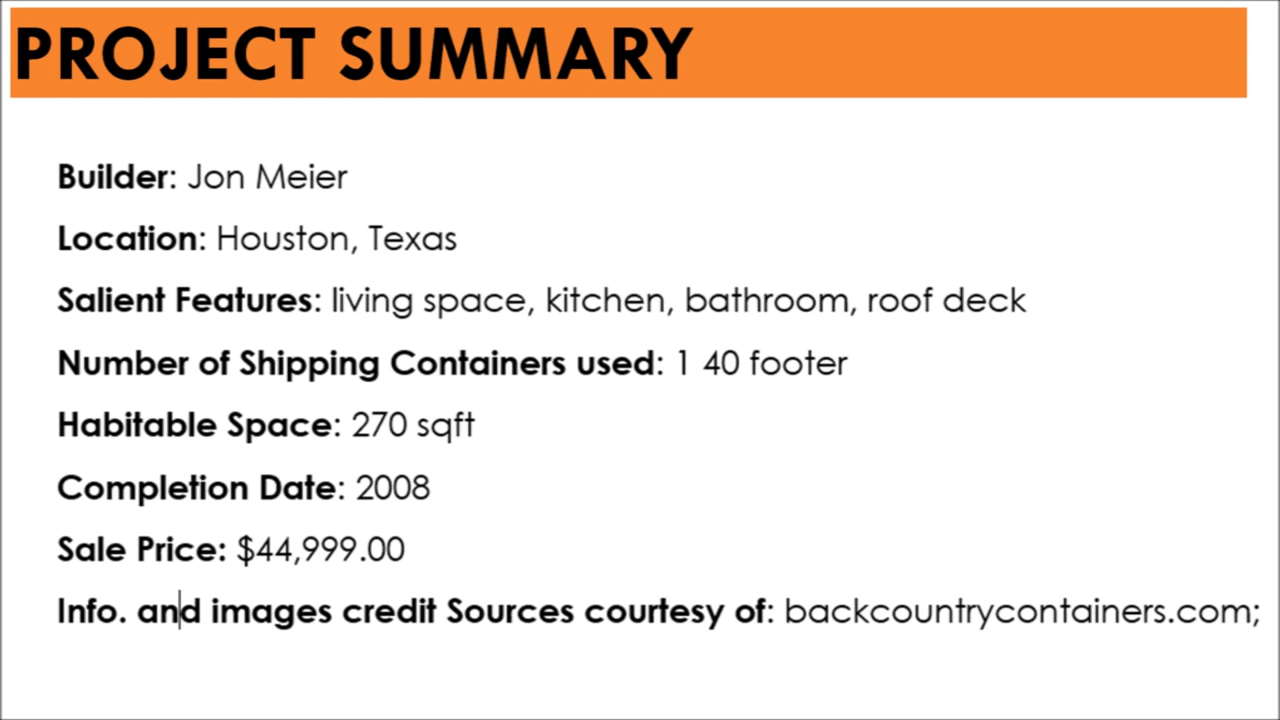 PROJECT SUMMARY
Builder: Jon Meier
Location: Houston, Texas
Salient Features: living space, kitchen, bathroom, roof deck
Number of Shipping Containers used: 1 40 footer
Habitable Space: 270 sqft
Completion Date: 2008
Sale Price: $44,999.00
Info. and images credit Sources courtesy of: backcountrycontainers.com;